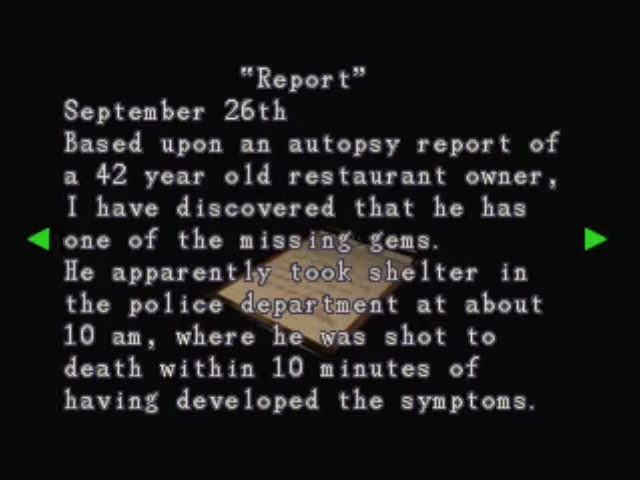 "Report"
September 26th
Based upon an autopsy report of
a 42 year old restaurant owner,
I have discovered that he has
one of the missing gems.
He apparently took shelter in
the police department at about
10 am, where he was shot to
death within 10 minutes of
having developed the symptoms.